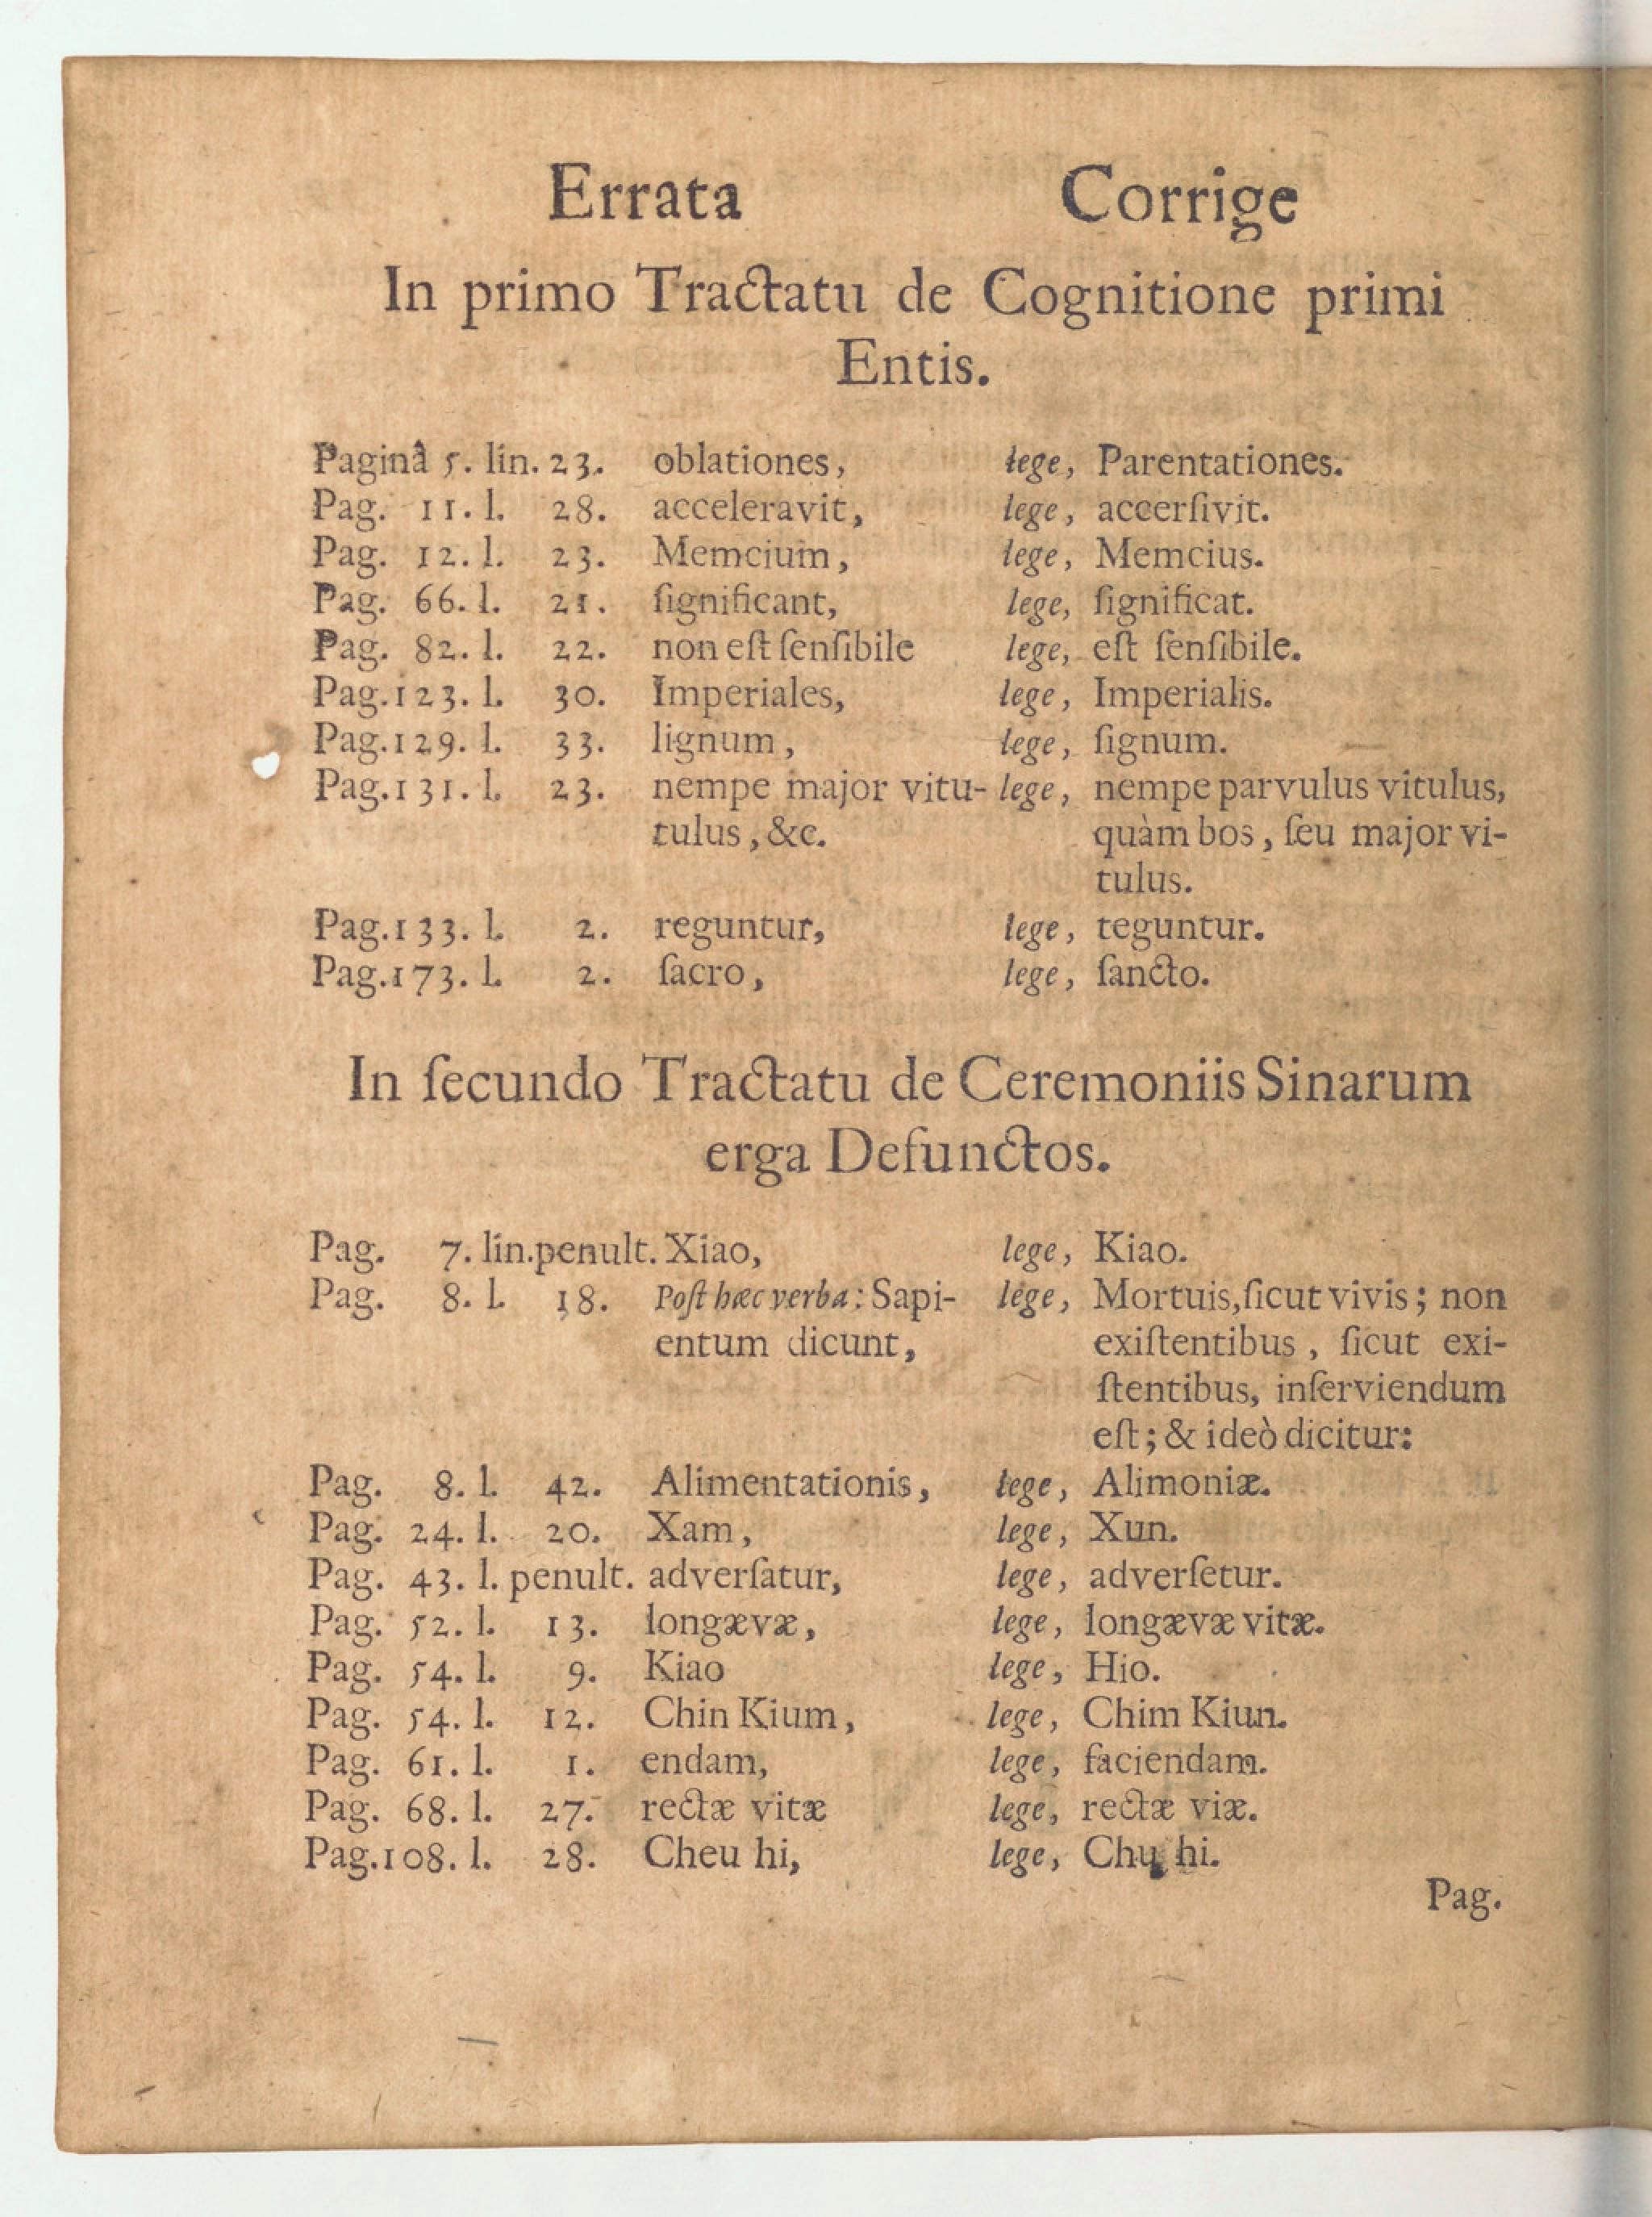 Errata Corrige
In primo Tractatu de Cognitione primi
Entis.
Paginâ 5. lin. 23. oblationes, lege, Parentationes.
Pag. 11. l. 28. acceleravit, lege, accerſivit.
Pag. 12. l. 23. Memcium, lege, Memcius.
Pag. 66. l. 21. ſignificant, lege, ſignificat.
Pag. 82. l. 22. non eſt ſenſibile lege, eſt ſenſibile.
Pag. 123. l. 30. Imperiales, lege, Imperialis.
Pag. 129. l. 33. lignum, lege, ſignum.
Pag. 131. l. 23. nempe major vitu- lege, nempe parvulus vitulus,
tulus, &c. quàm bos, ſeu major vi-
tulus.
Pag. 133. l. 2. reguntur, lege, teguntur.
Pag. 173. l. 2. ſacro, lege, ſancto.
In ſecundo Tractatu de Ceremoniis Sinarum
erga Defunctos.
Pag. 7. lin. penult. Xiao, lege, Kiao.
Pag. 8. l. 18. Poſt hæc verba: Sapi- lege, Mortuis, ſicut vivis; non
entum dicunt, exiſtentibus, ſicut exi-
ſtentibus, inſerviendum
eſt; & ideò dicitur:
Pag. 8. l. 42. Alimentationis, lege, Alimoniæ.
Pag. 24. l. 20. Xam, lege, Xun.
Pag. 43. l. penult. adverſatur, lege, adverſetur.
Pag. 52. l. 13. longævæ, lege, longævæ vitæ.
Pag. 54. l. 9. Kiao lege, Hio.
Pag. 54. l. 12. Chin Kium, lege, Chim Kiun.
Pag. 61. l. 1. endam, lege, faciendam.
Pag. 68. l. 27. rectæ vitæ lege, rectæ viæ.
Pag. 108. l. 28. Cheu hi, lege, Chu hi.
Pag.